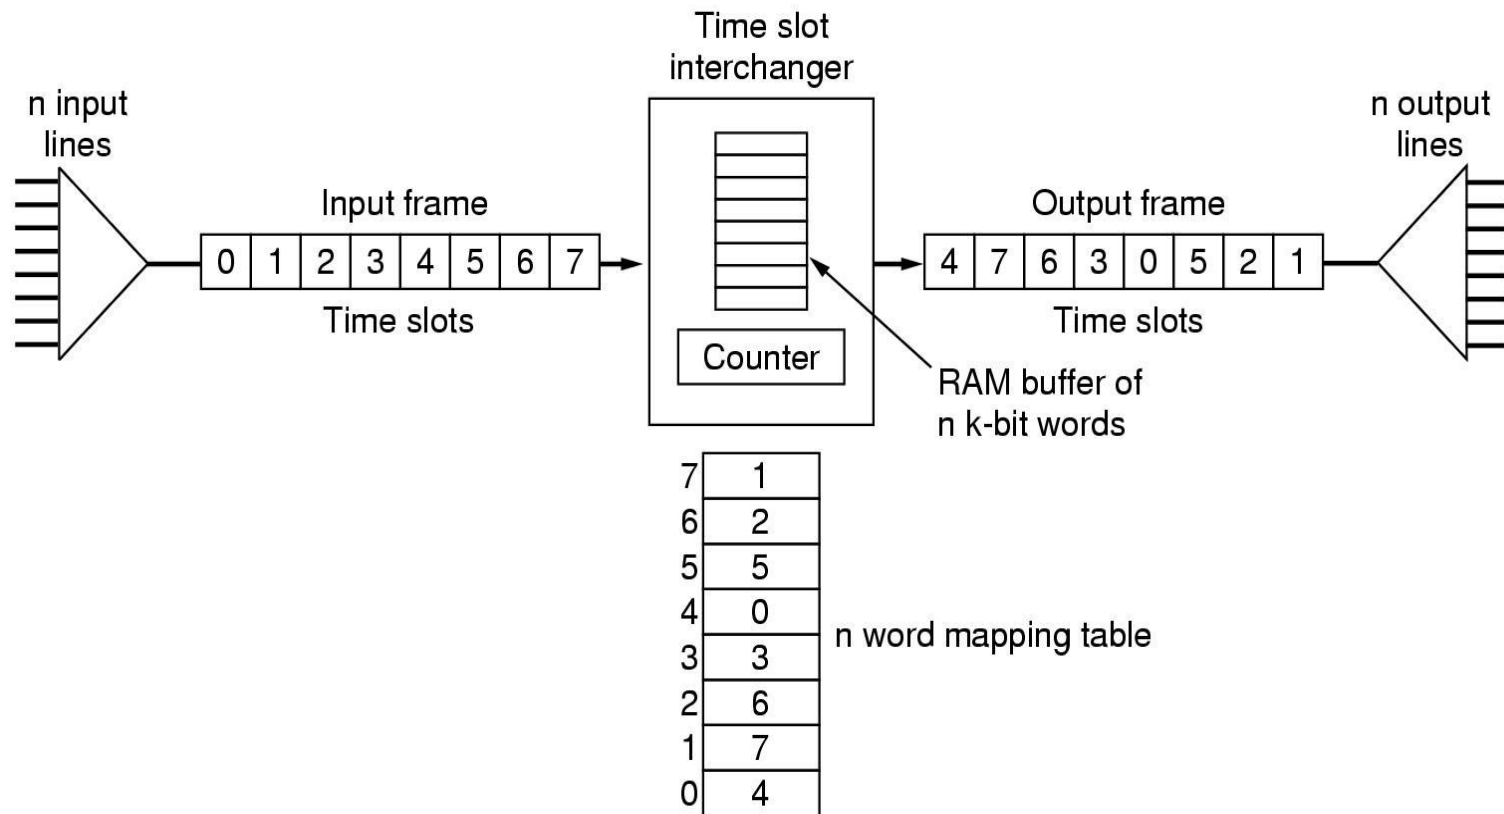 Time slot
interchanger
n input
lines
n output
lines
Input frame
0 1 2 3 4 5 6 7
Time slots
Output frame
4 7 6 3 0 5 2 1
Time slots
Counter
RAM buffer of
n k-bit words
7 1
6 2
5 5
4 0
n word mapping table
3 3
2 6
1 7
0 4